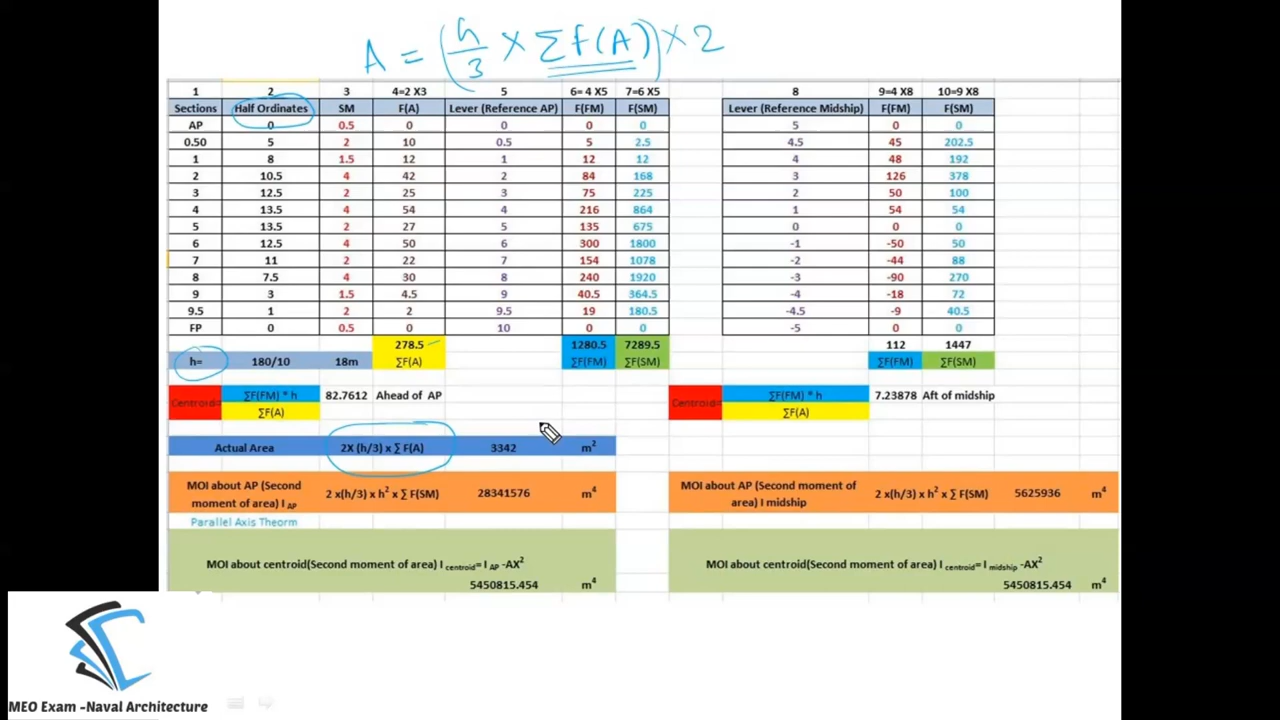 A = (h/3 × ∑f(A)) × 2
1 2 3 4=2 X3 5 6= 4 X5 7=6 X5 8 9=4 X8 10=9 X8
Sections Half Ordinates SM F(A) Lever (Reference AP) F(FM) F(SM) Lever (Reference Midship) F(FM) F(SM)
AP 0 0.5 0 0 0 0 5 0 0
0.50 5 2 10 0.5 5 2.5 4.5 45 202.5
1 8 1.5 12 1 12 12 4 48 192
2 10.5 4 42 2 84 168 3 126 378
3 12.5 2 25 3 75 225 2 50 100
4 13.5 4 54 4 216 864 1 54 54
5 13.5 2 27 5 135 675 0 0 0
6 12.5 4 50 6 300 1800 -1 -50 50
7 11 2 22 7 154 1078 -2 -44 88
8 7.5 4 30 8 240 1920 -3 -90 270
9 3 1.5 4.5 9 40.5 364.5 -4 -18 72
9.5 1 2 2 9.5 19 180.5 -4.5 -9 40.5
FP 0 0.5 0 10 0 0 -5 0 0
278.5 1280.5 7289.5 112 1447
h= 180/10 18m ∑F(A) ∑F(FM) ∑F(SM) ∑F(FM) ∑F(SM)
Centroid= ∑F(FM) * h 82.7612 Ahead of AP Centroid= ∑F(FM) * h 7.23878 Aft of midship
∑F(A) ∑F(A)
Actual Area 2X (h/3) x ∑ F(A) 3342 m²
MOI about AP (Second moment of area) I AP 2 x(h/3) x h² x ∑ F(SM) 28341576 m⁴ MOI about AP (Second moment of area) I midship 2 x(h/3) x h² x ∑ F(SM) 5625936 m⁴
Parallel Axis Theorm
MOI about centroid(Second moment of area) I centroid= I AP -AX² MOI about centroid(Second moment of area) I centroid= I midship -AX²
5450815.454 m⁴ 5450815.454 m⁴
MEO Exam -Naval Architecture